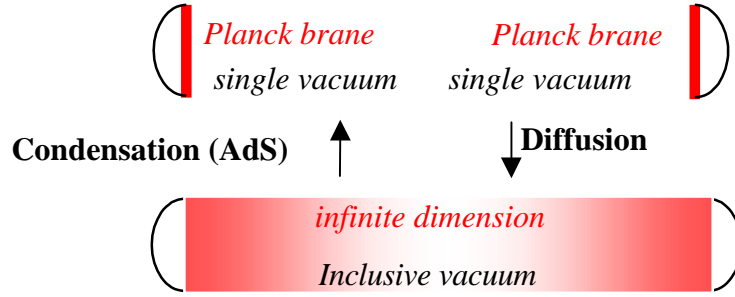 Planck brane Planck brane
single vacuum single vacuum
Condensation (AdS) Diffusion
infinite dimension
Inclusive vacuum